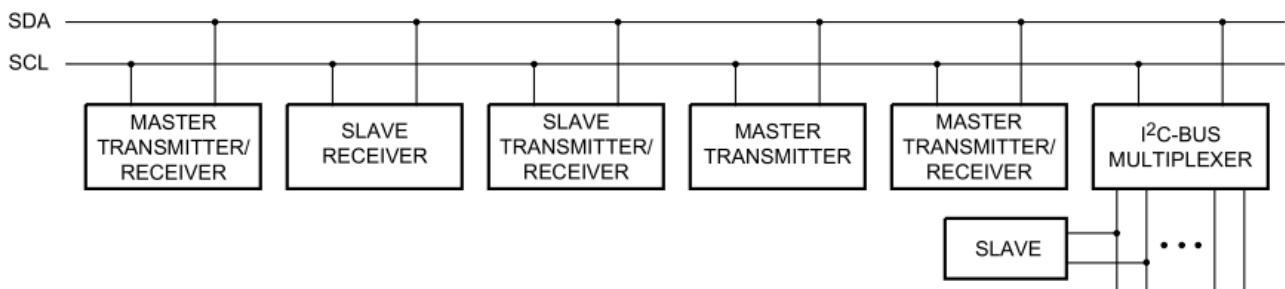 SDA
SCL
MASTER
TRANSMITTER/
RECEIVER
SLAVE
RECEIVER
SLAVE
TRANSMITTER/
RECEIVER
MASTER
TRANSMITTER
MASTER
TRANSMITTER/
RECEIVER
I²C-BUS
MULTIPLEXER
SLAVE